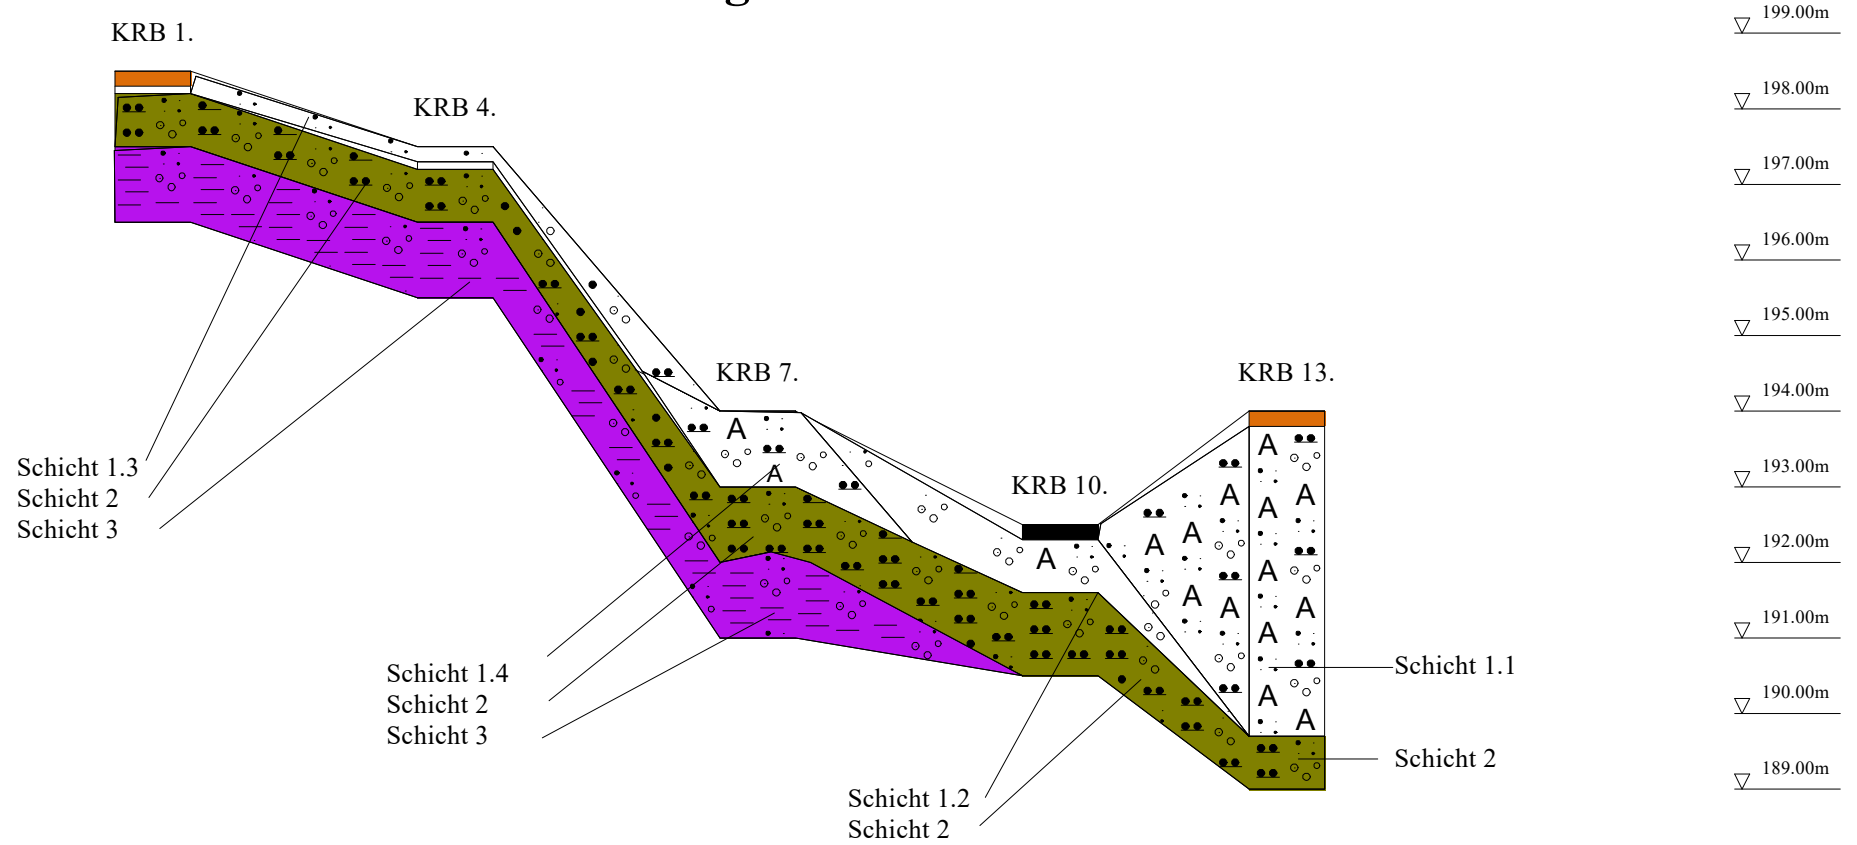 199.00m
KRB 1.
198.00m
KRB 4.
197.00m
196.00m
195.00m
KRB 7.
KRB 13.
194.00m
A
A
Schicht 1.3
Schicht 2
Schicht 3
A
193.00m
KRB 10.
A
A
A
A
A
A
192.00m
A
A
A
A
A
191.00m
A
Schicht 1.4
Schicht 2
Schicht 3
Schicht 1.1
A
A
190.00m
Schicht 2
189.00m
Schicht 1.2
Schicht 2